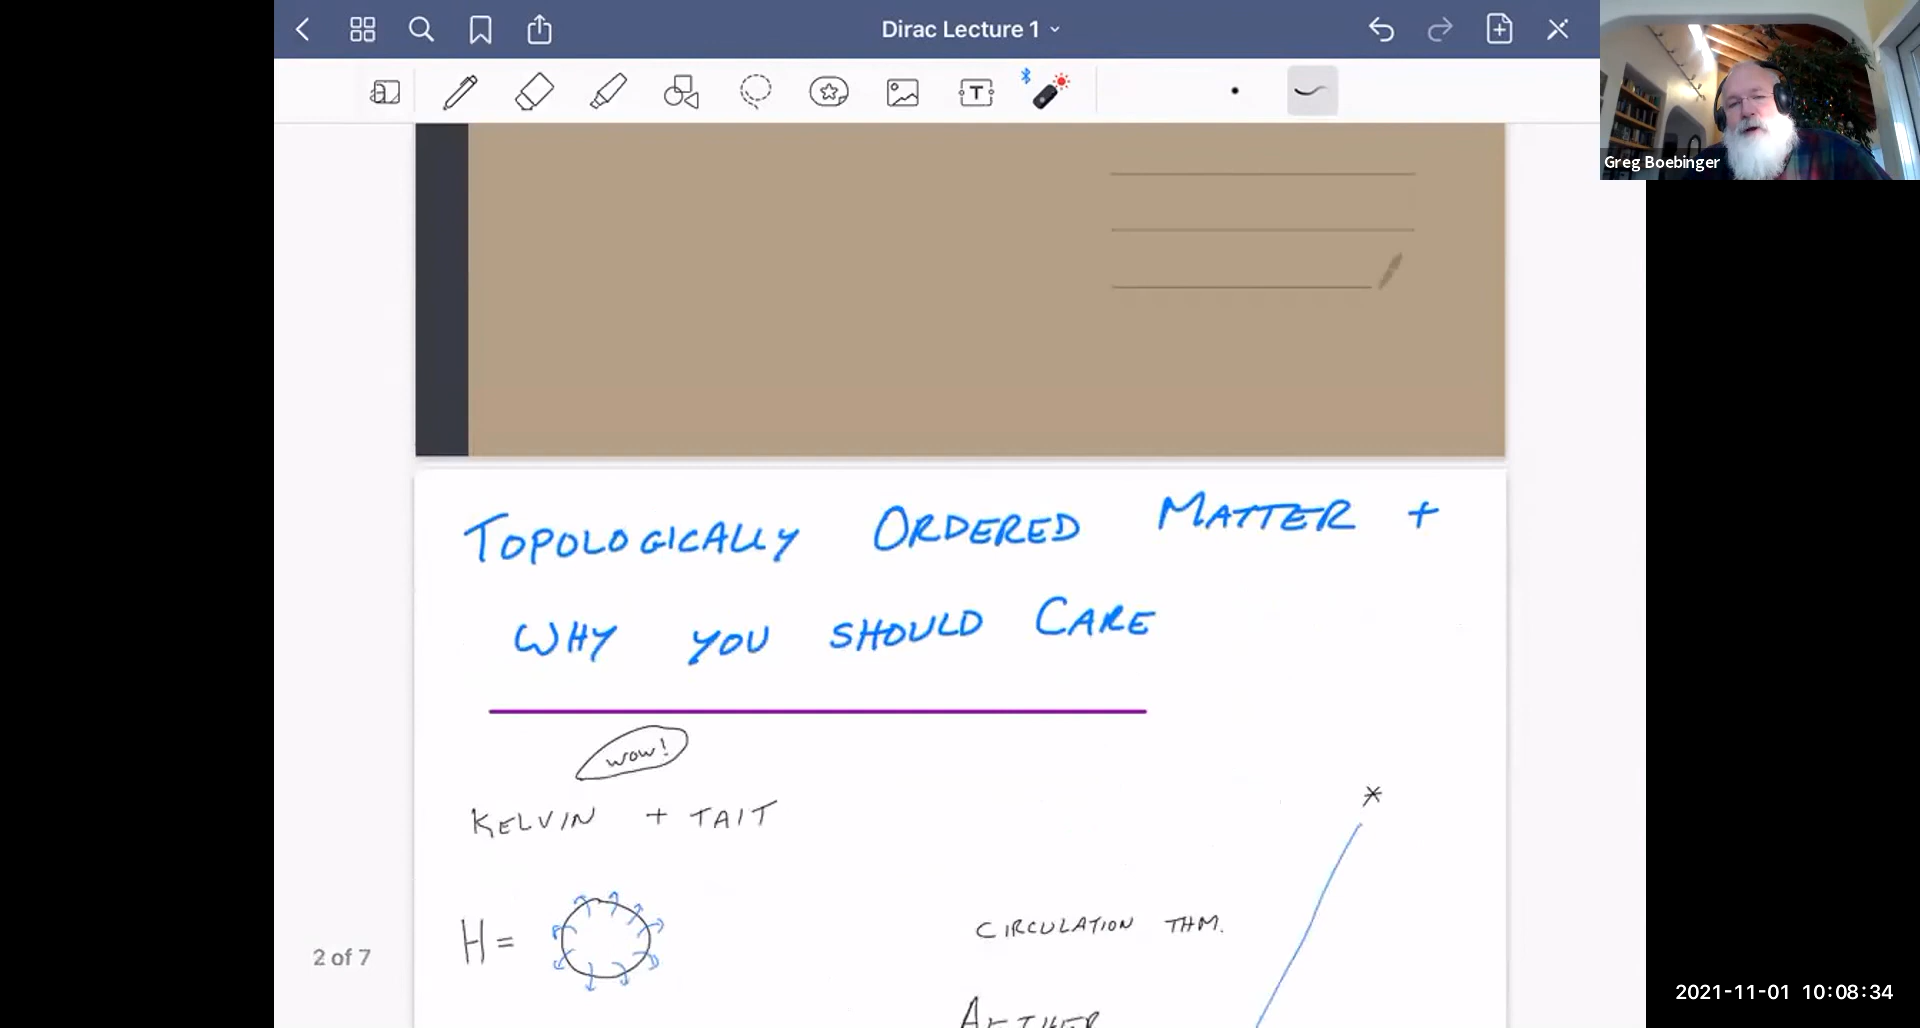 Dirac Lecture 1
T
Greg Boebinger
TOPOLOGICALLY ORDERED MATTER +
WHY YOU SHOULD CARE
WOW!
KELVIN + TAIT
*
H =
CIRCULATION THM.
AETHER
2 of 7
2021-11-01 10:08:34